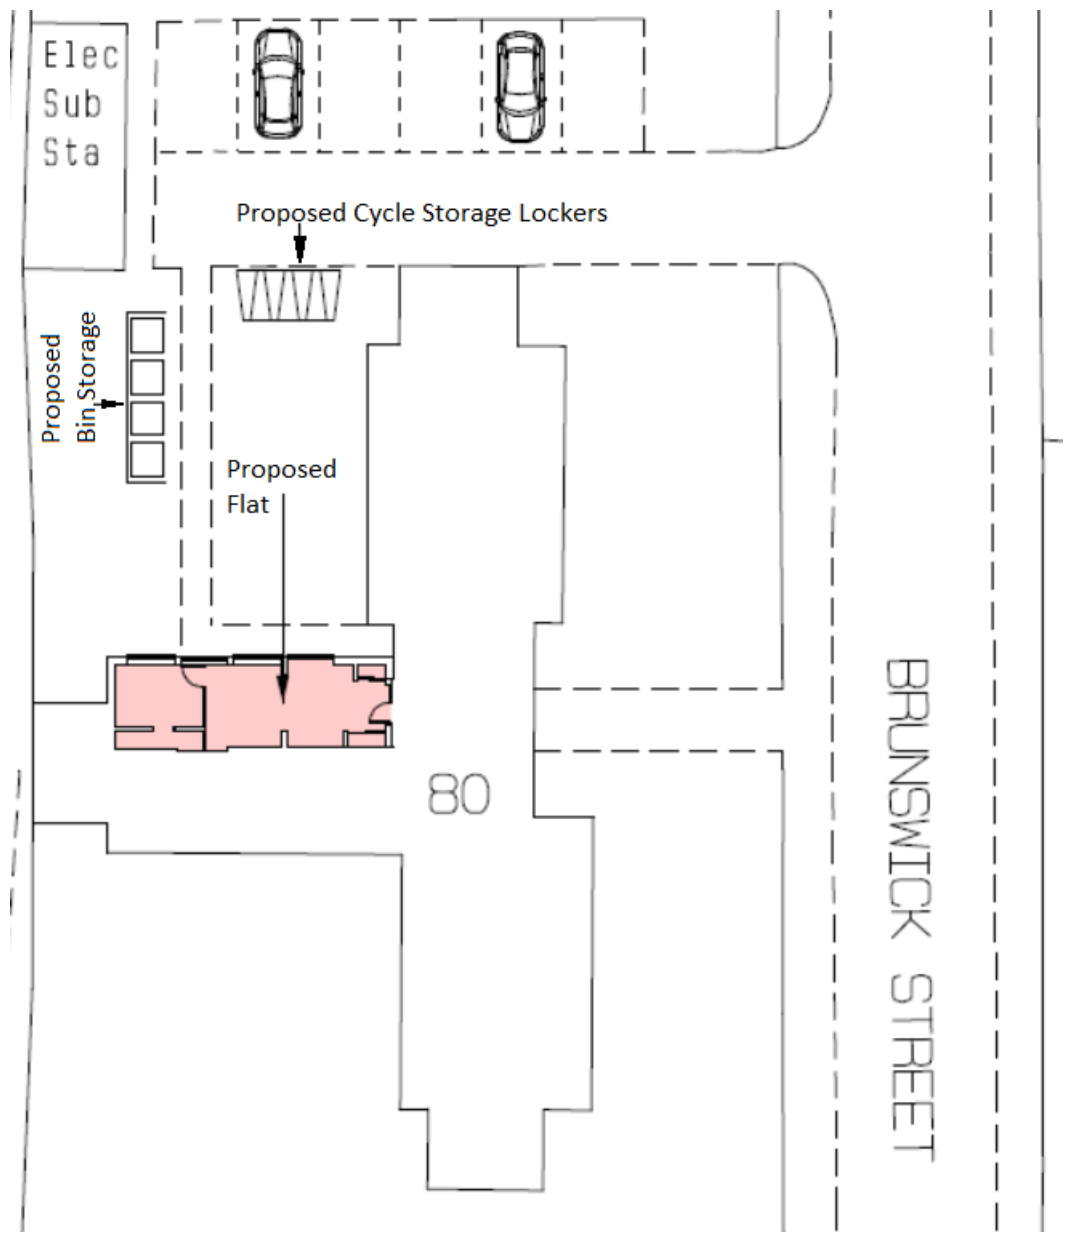 Elec
Sub
Sta
Proposed Cycle Storage Lockers
Proposed
Bin Storage
Proposed
Flat
80
BRUNSWICK STREET